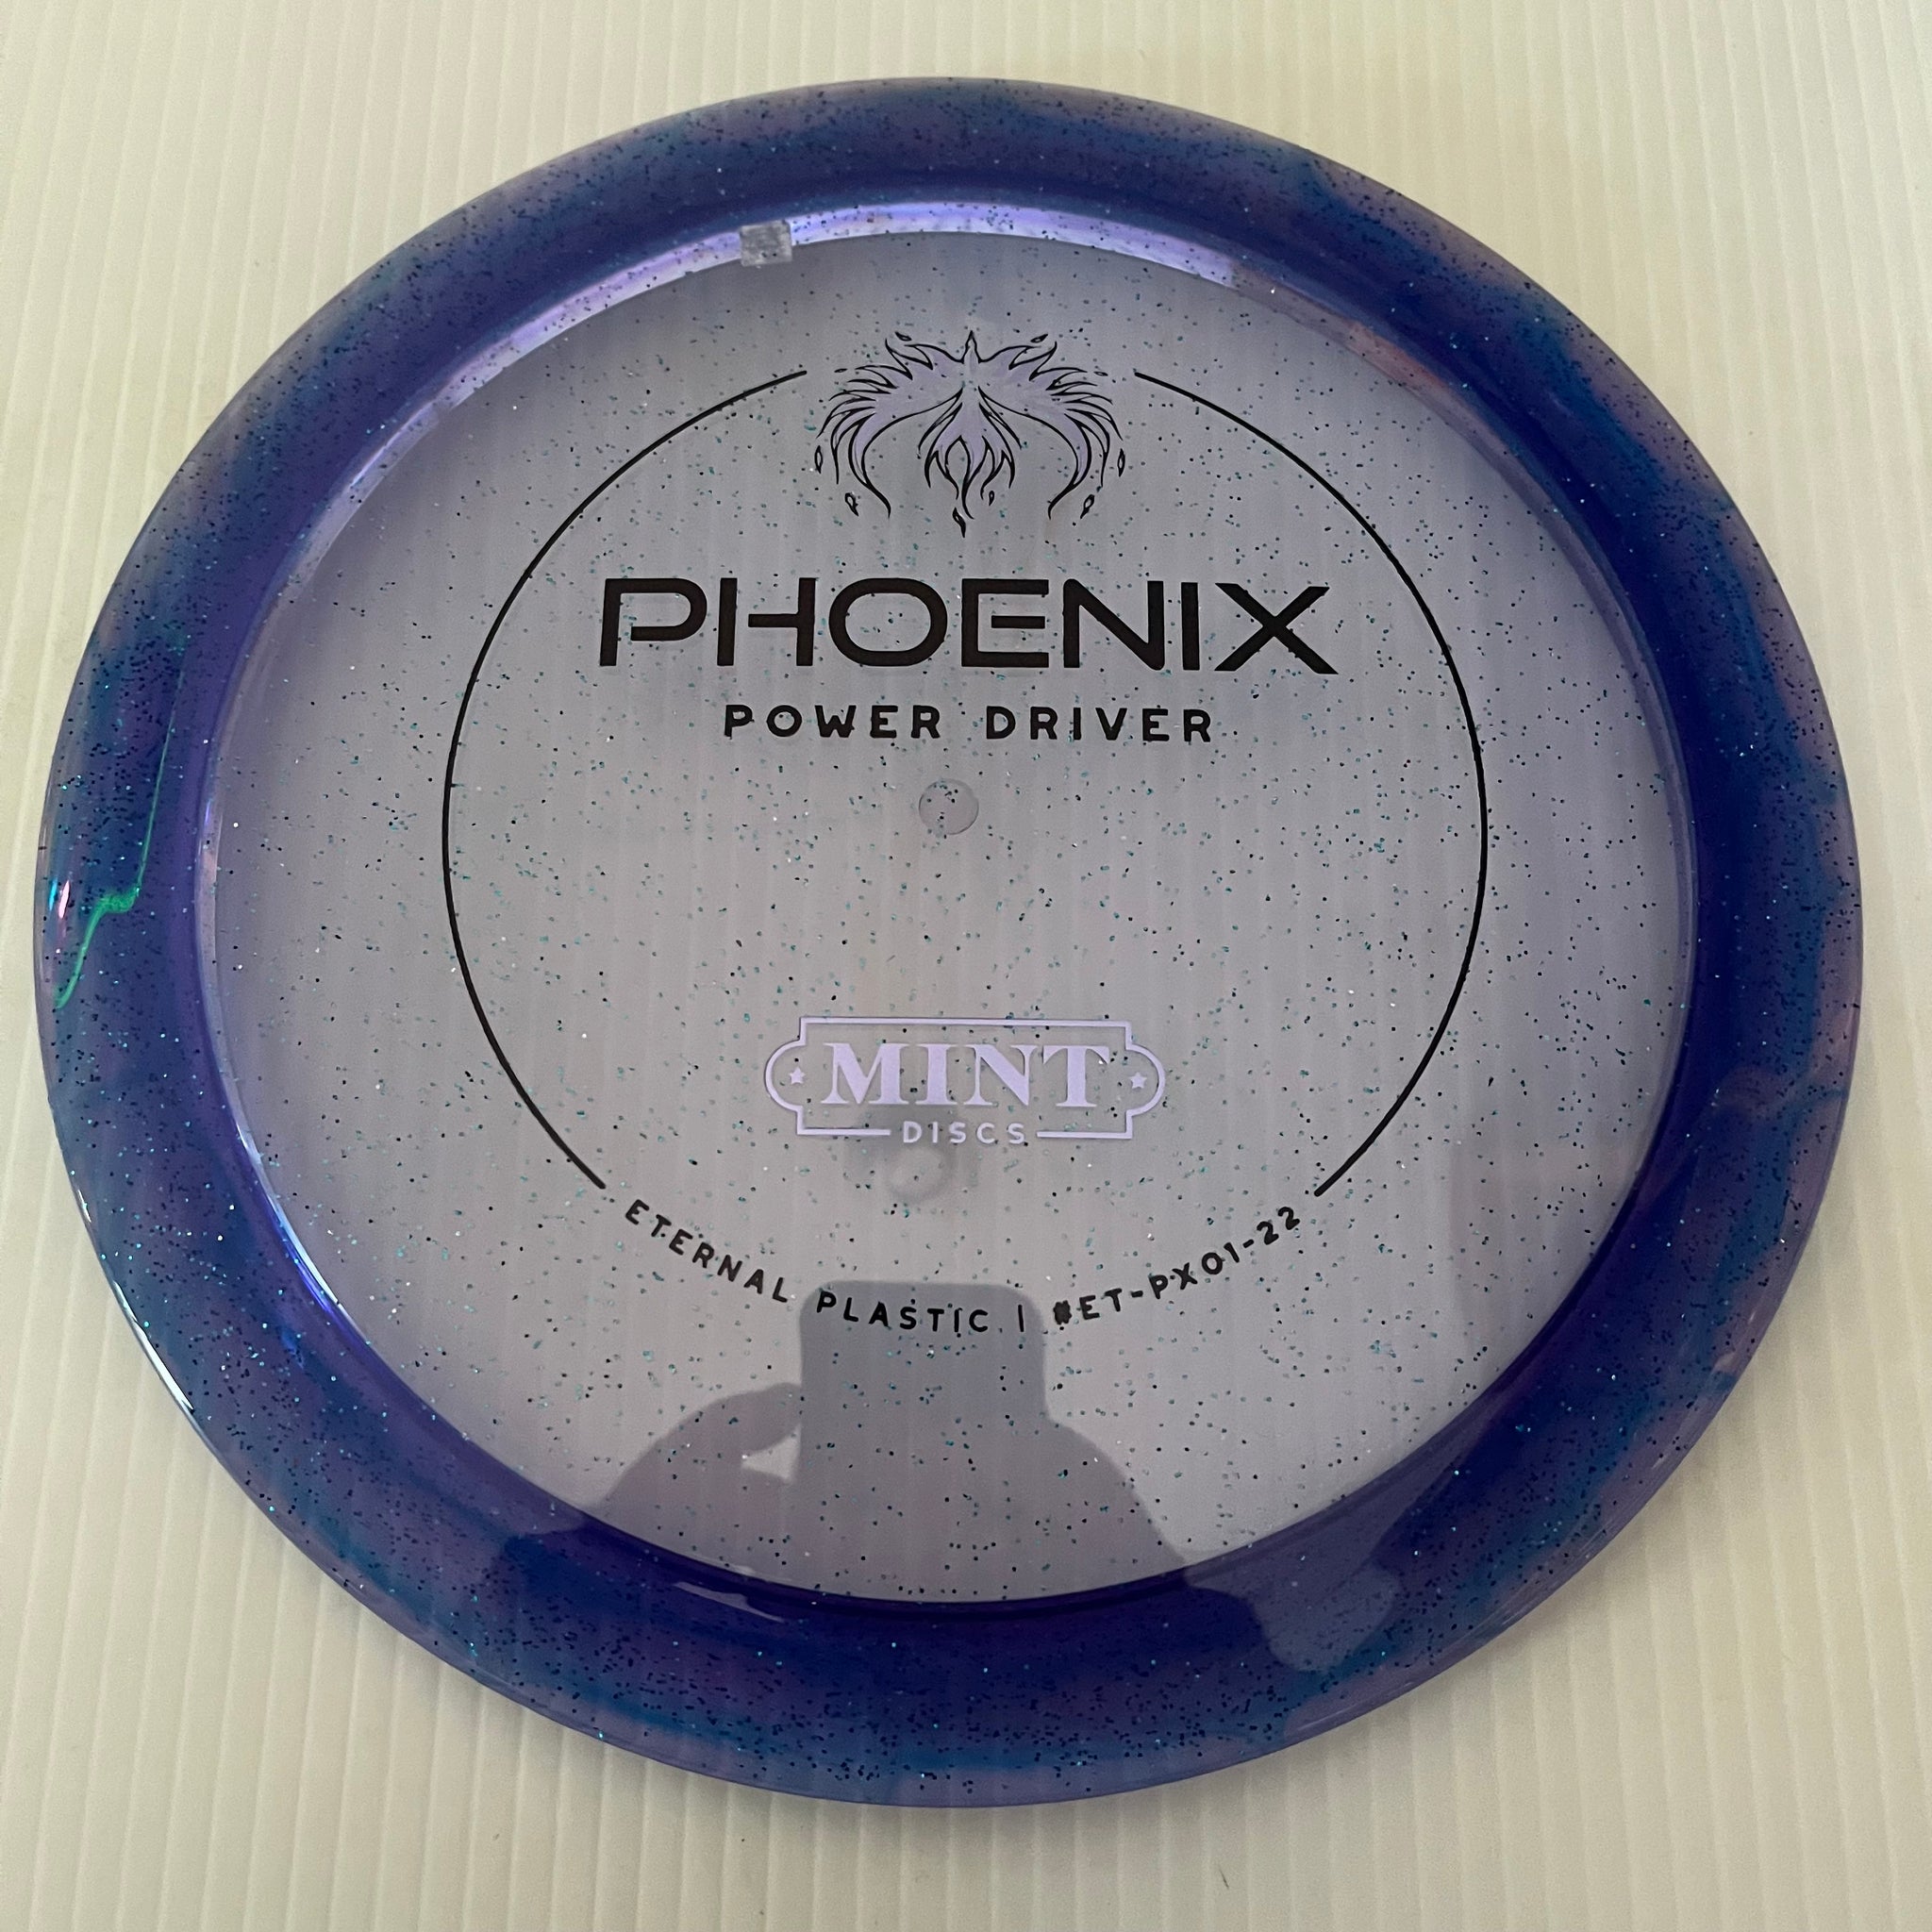 PHOENIX
POWER DRIVER
MINT
DISCS
ETERNAL PLASTIC | #ET-PX01-22